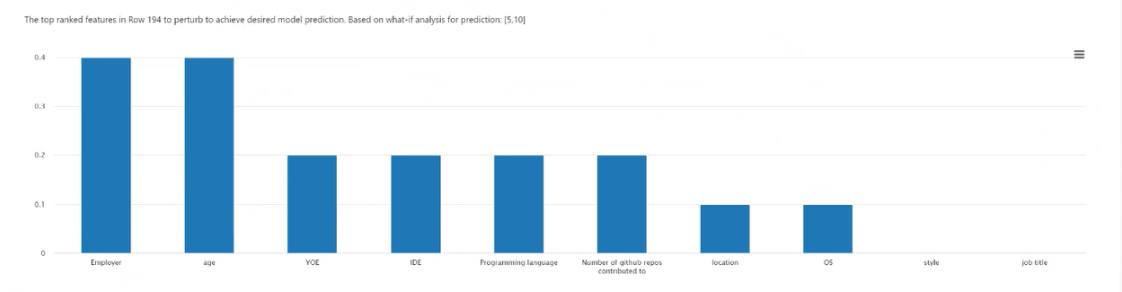 The top ranked features in Row 194 to perturb to achieve desired model prediction. Based on what-if analysis for prediction: [5,10]
0.4
0.3
0.2
0.1
0
Employer age YOE IDE Programming language Number of github repos location OS style job title
contributed to